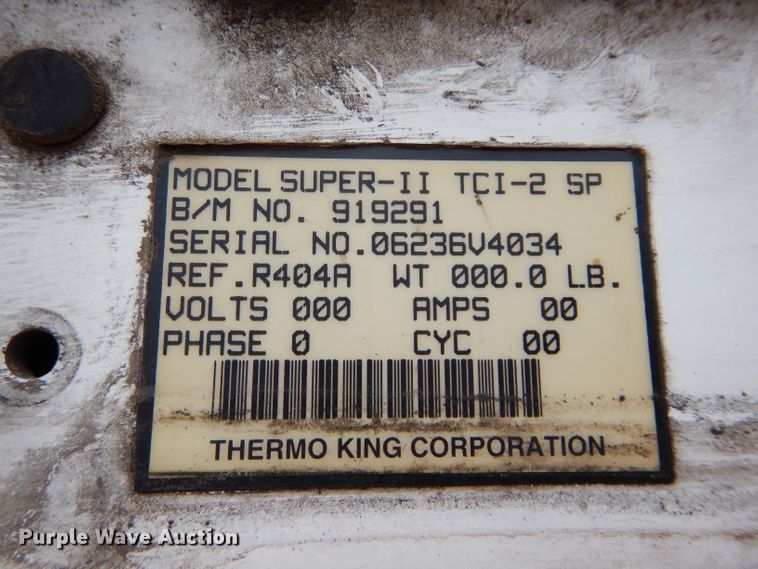 MODEL SUPER-II TCI-2 SP
B/M NO. 919291
SERIAL NO.06236V4034
REF.R404A WT 000.0 LB.
VOLTS 000 AMPS 00
PHASE 0 CYC 00
THERMO KING CORPORATION
Purple Wave Auction